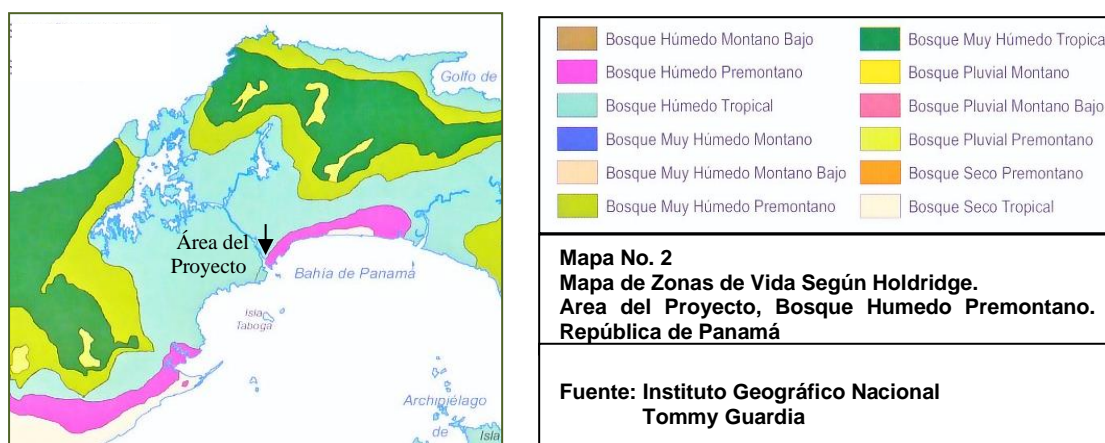 Golfo de
Área del
Proyecto
Bahía de Panamá
Isla
Taboga
Archipiélago
de
Isla
Bosque Húmedo Montano Bajo
Bosque Húmedo Premontano
Bosque Húmedo Tropical
Bosque Muy Húmedo Montano
Bosque Muy Húmedo Montano Bajo
Bosque Muy Húmedo Premontano
Bosque Muy Húmedo Tropica
Bosque Pluvial Montano
Bosque Pluvial Montano Bajo
Bosque Pluvial Premontano
Bosque Seco Premontano
Bosque Seco Tropical
Mapa No. 2
Mapa de Zonas de Vida Según Holdridge.
Area del Proyecto, Bosque Humedo Premontano.
República de Panamá
Fuente: Instituto Geográfico Nacional
Tommy Guardia